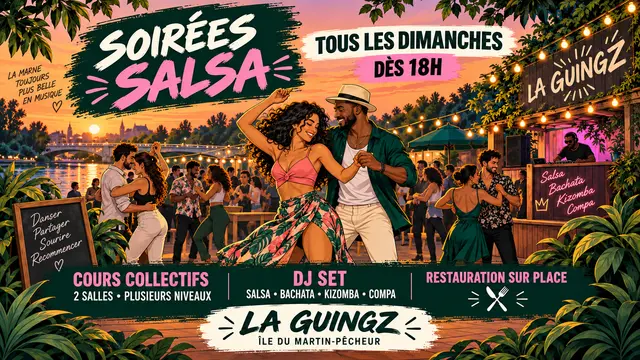 SOIRÉES
SALSA
TOUS LES DIMANCHES
DÈS 18H
LA MARNE
TOUJOURS
PLUS BELLE
EN MUSIQUE
LA GUINGZ
Salsa
Bachata
Kizomba
Compa
Danser
Partager
Sourire
Recommencer
COURS COLLECTIFS
2 SALLES • PLUSIEURS NIVEAUX
DJ SET
SALSA • BACHATA • KIZOMBA • COMPA
RESTAURATION SUR PLACE
LA GUINGZ
ÎLE DU MARTIN-PÊCHEUR